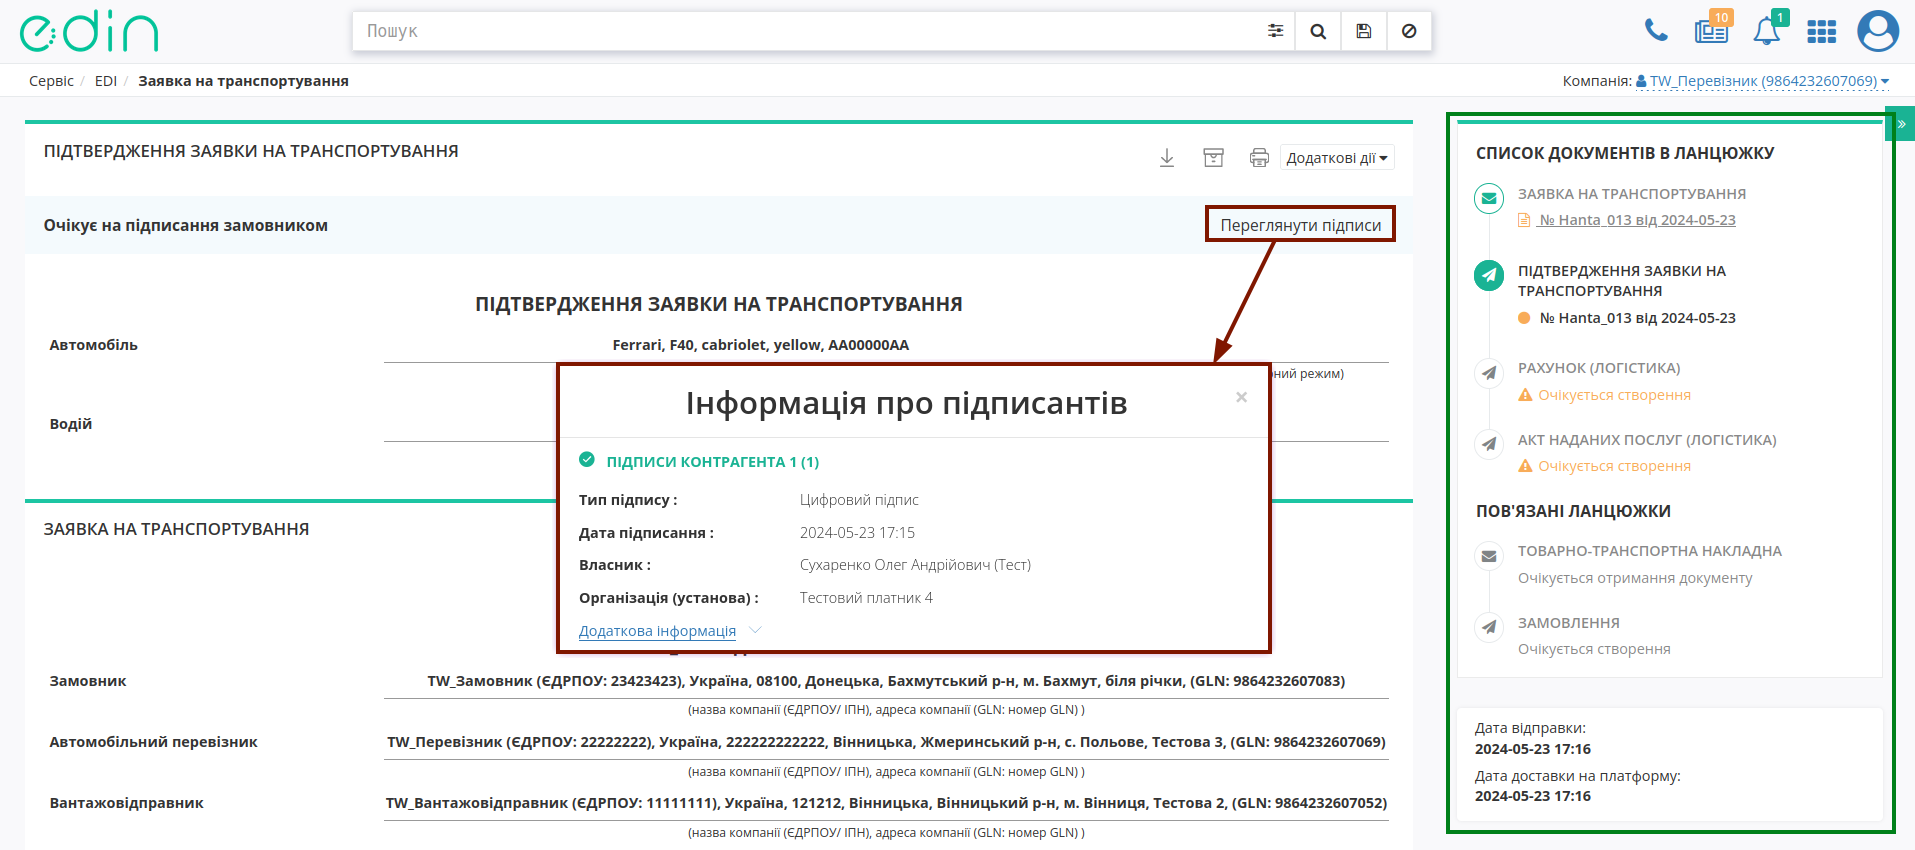 edin
Пошук
10
1
Сервіс / EDI / Заявка на транспортування
Компанія: TW_Перевізник (9864232607069)
ПІДТВЕРДЖЕННЯ ЗАЯВКИ НА ТРАНСПОРТУВАННЯ
Додаткові дії
Очікує на підписання замовником
Переглянути підписи
ПІДТВЕРДЖЕННЯ ЗАЯВКИ НА ТРАНСПОРТУВАННЯ
Автомобіль
Ferrari, F40, cabriolet, yellow, AA00000AA
режим)
Водій
Інформація про підписантів
×
ПІДПИСИ КОНТРАГЕНТА 1 (1)
Тип підпису : Цифровий підпис
Дата підписання : 2024-05-23 17:15
Власник : Сухаренко Олег Андрійович (Тест)
Організація (установа) : Тестовий платник 4
Додаткова інформація
ЗАЯВКА НА ТРАНСПОРТУВАННЯ
Замовник
TW_Замовник (ЄДРПОУ: 23423423), Україна, 08100, Донецька, Бахмутський р-н, м. Бахмут, біля річки, (GLN: 9864232607083)
(назва компанії (ЄДРПОУ/ ІПН), адреса компанії (GLN: номер GLN) )
Автомобільний перевізник
TW_Перевізник (ЄДРПОУ: 22222222), Україна, 222222222222, Вінницька, Жмеринський р-н, с. Польове, Тестова 3, (GLN: 9864232607069)
(назва компанії (ЄДРПОУ/ ІПН), адреса компанії (GLN: номер GLN) )
Вантажовідправник
TW_Вантажовідправник (ЄДРПОУ: 11111111), Україна, 121212, Вінницька, Вінницький р-н, м. Вінниця, Тестова 2, (GLN: 9864232607052)
(назва компанії (ЄДРПОУ/ ІПН), адреса компанії (GLN: номер GLN) )
»
СПИСОК ДОКУМЕНТІВ В ЛАНЦЮЖКУ
ЗАЯВКА НА ТРАНСПОРТУВАННЯ
№ Hanta_013 від 2024-05-23
ПІДТВЕРДЖЕННЯ ЗАЯВКИ НА
ТРАНСПОРТУВАННЯ
№ Hanta_013 від 2024-05-23
РАХУНОК (ЛОГІСТИКА)
Очікується створення
АКТ НАДАНИХ ПОСЛУГ (ЛОГІСТИКА)
Очікується створення
ПОВ'ЯЗАНІ ЛАНЦЮЖКИ
ТОВАРНО-ТРАНСПОРТНА НАКЛАДНА
Очікується отримання документу
ЗАМОВЛЕННЯ
Очікується створення
Дата відправки:
2024-05-23 17:16
Дата доставки на платформу:
2024-05-23 17:16